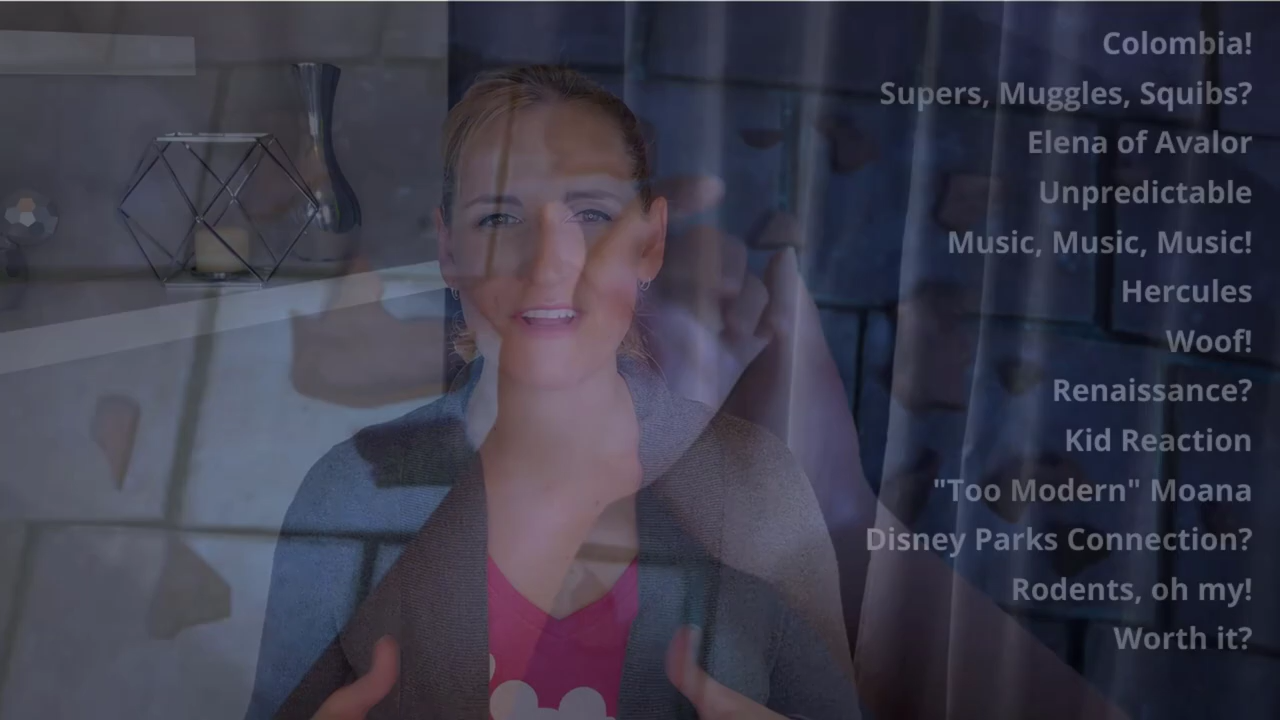 Colombia!
Supers, Muggles, Squibs?
Elena of Avalor
Unpredictable
Music, Music, Music!
Hercules
Woof!
Renaissance?
Kid Reaction
"Too Modern" Moana
Disney Parks Connection?
Rodents, oh my!
Worth it?